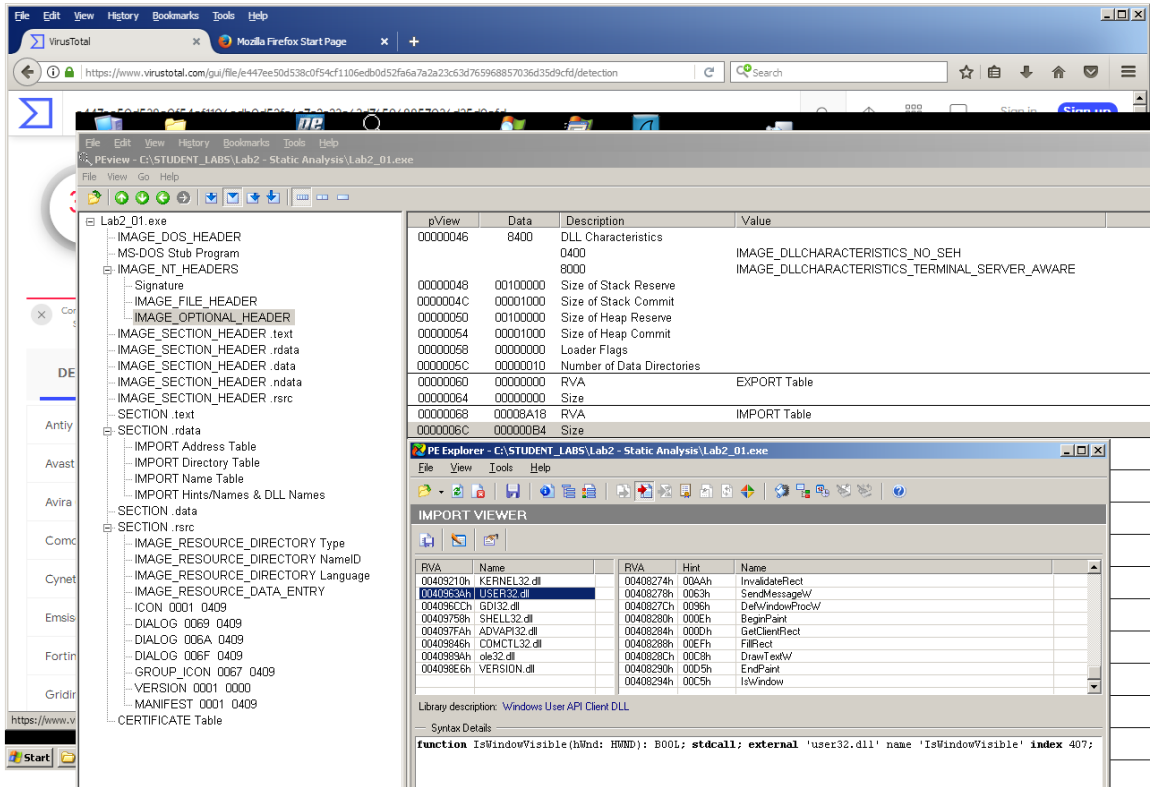 File Edit View History Bookmarks Tools Help
VirusTotal × Mozilla Firefox Start Page × +
https://www.virustotal.com/gui/file/e447ee50d538c0f54cf1106edb0d52fa6a7a2a23c63d765968857036d35d9cfd/detection Search
Sign in Sign up
File Edit View History Bookmarks Tools Help
PEview - C:\STUDENT_LABS\Lab2 - Static Analysis\Lab2_01.exe
File View Go Help
Lab2_01.exe
IMAGE_DOS_HEADER
MS-DOS Stub Program
IMAGE_NT_HEADERS
Signature
IMAGE_FILE_HEADER
IMAGE_OPTIONAL_HEADER
IMAGE_SECTION_HEADER .text
IMAGE_SECTION_HEADER .rdata
IMAGE_SECTION_HEADER .data
IMAGE_SECTION_HEADER .ndata
IMAGE_SECTION_HEADER .rsrc
SECTION .text
SECTION .rdata
IMPORT Address Table
IMPORT Directory Table
IMPORT Name Table
IMPORT Hints/Names & DLL Names
SECTION .data
SECTION .rsrc
IMAGE_RESOURCE_DIRECTORY Type
IMAGE_RESOURCE_DIRECTORY NameID
IMAGE_RESOURCE_DIRECTORY Language
IMAGE_RESOURCE_DATA_ENTRY
ICON 0001 0409
DIALOG 0069 0409
DIALOG 006A 0409
DIALOG 006F 0409
GROUP_ICON 0067 0409
VERSION 0001 0000
MANIFEST 0001 0409
CERTIFICATE Table
pView Data Description Value
00000046 8400 DLL Characteristics
0400 IMAGE_DLLCHARACTERISTICS_NO_SEH
8000 IMAGE_DLLCHARACTERISTICS_TERMINAL_SERVER_AWARE
00000048 00100000 Size of Stack Reserve
0000004C 00001000 Size of Stack Commit
00000050 00100000 Size of Heap Reserve
00000054 00001000 Size of Heap Commit
00000058 00000000 Loader Flags
0000005C 00000010 Number of Data Directories
00000060 00000000 RVA EXPORT Table
00000064 00000000 Size
00000068 00008A18 RVA IMPORT Table
0000006C 000000B4 Size
PE Explorer - C:\STUDENT_LABS\Lab2 - Static Analysis\Lab2_01.exe
File View Tools Help
IMPORT VIEWER
RVA Name
00409210h KERNEL32.dll
0040963Ah USER32.dll
004096CCh GDI32.dll
00409758h SHELL32.dll
004097FAh ADVAPI32.dll
00409846h COMCTL32.dll
0040989Ah ole32.dll
004098E6h VERSION.dll
RVA Hint Name
00408274h 00AAh InvalidateRect
00408278h 0063h SendMessageW
0040827Ch 0096h DefWindowProcW
00408280h 000Eh BeginPaint
00408284h 000Dh GetClientRect
00408288h 00EFh FillRect
0040828Ch 00C8h DrawTextW
00408290h 00D5h EndPaint
00408294h 00C5h IsWindow
Library description: Windows User API Client DLL
Syntax Details
function IsWindowVisible(hWnd: HWND): BOOL; stdcall; external 'user32.dll' name 'IsWindowVisible' index 407;
DE
Antiy
Avast
Avira
Como
Cynet
Emsis
Fortin
Gridin
https://www.v
Start